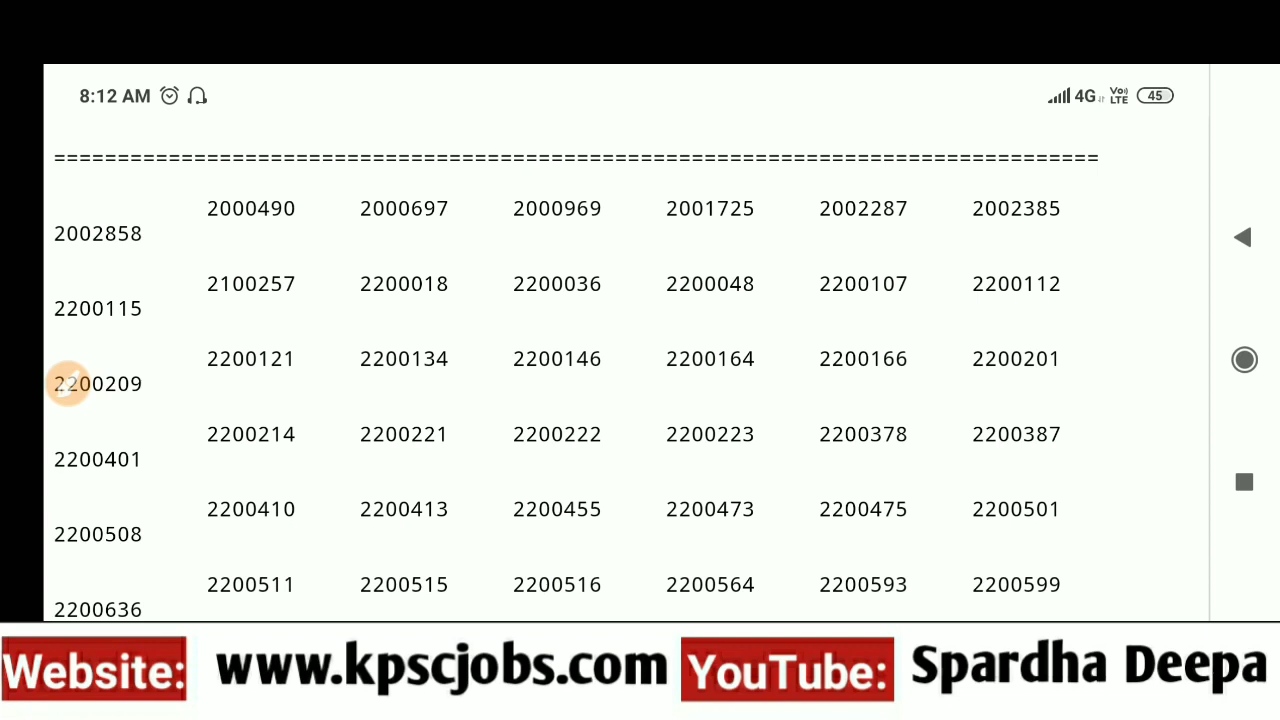 8:12 AM 4G Vo) LTE 45
================================================================================
2000490 2000697 2000969 2001725 2002287 2002385
2002858
2100257 2200018 2200036 2200048 2200107 2200112
2200115
2200121 2200134 2200146 2200164 2200166 2200201
2200209
2200214 2200221 2200222 2200223 2200378 2200387
2200401
2200410 2200413 2200455 2200473 2200475 2200501
2200508
2200511 2200515 2200516 2200564 2200593 2200599
2200636
Website: www.kpscjobs.com YouTube: Spardha Deepa